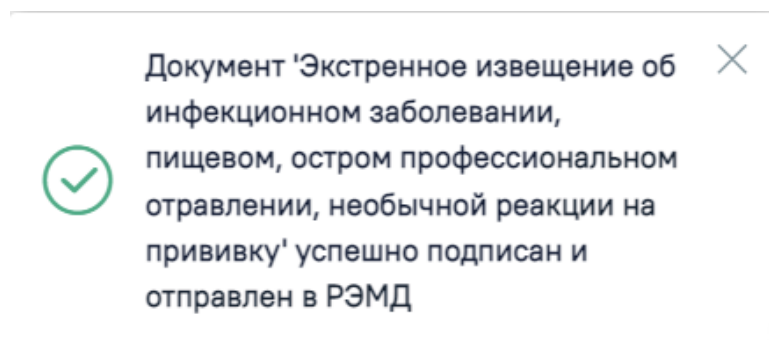 Документ 'Экстренное извещение об
инфекционном заболевании,
пищевом, остром профессиональном
отравлении, необычной реакции на
прививку' успешно подписан и
отправлен в РЭМД